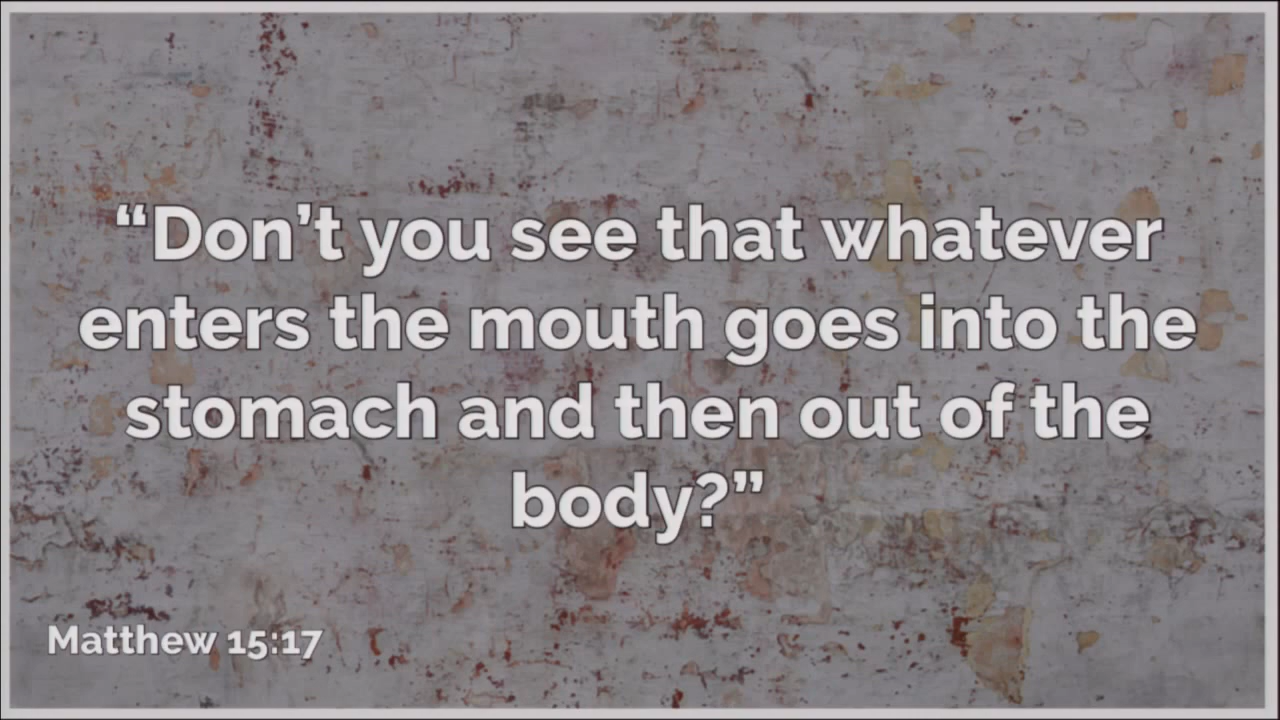 “Don’t you see that whatever
enters the mouth goes into the
stomach and then out of the
body?”
Matthew 15:17